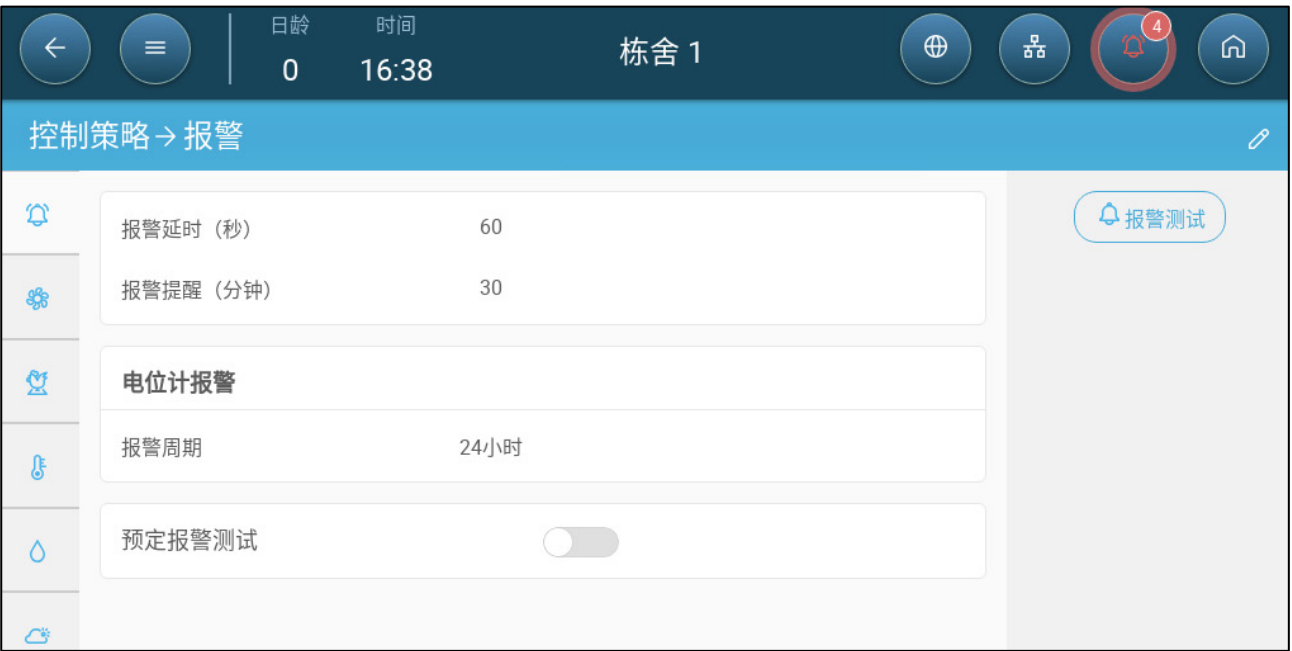 日龄
时间
0
16:38
栋舍 1
4
控制策略→报警
报警延时（秒） 60
报警测试
报警提醒（分钟） 30
电位计报警
报警周期 24小时
预定报警测试